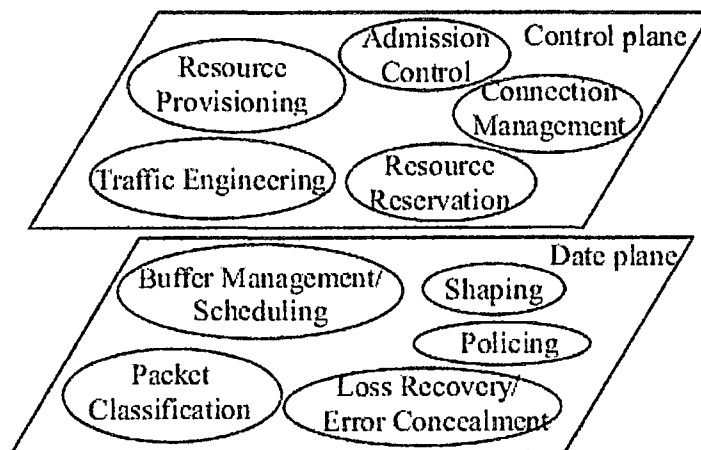 Admission
Control
Control plane
Resource
Provisioning
Connection
Management
Traffic Engineering
Resource
Reservation
Date plane
Buffer Management/
Scheduling
Shaping
Policing
Packet
Classification
Loss Recovery/
Error Concealment